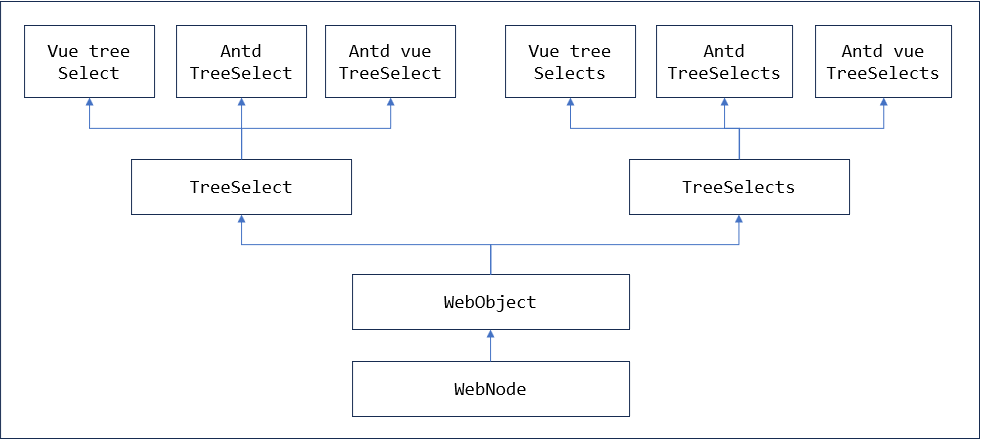 Vue tree
Select
Antd
TreeSelect
Antd vue
TreeSelect
Vue tree
Selects
Antd
TreeSelects
Antd vue
TreeSelects
TreeSelect
TreeSelects
WebObject
WebNode